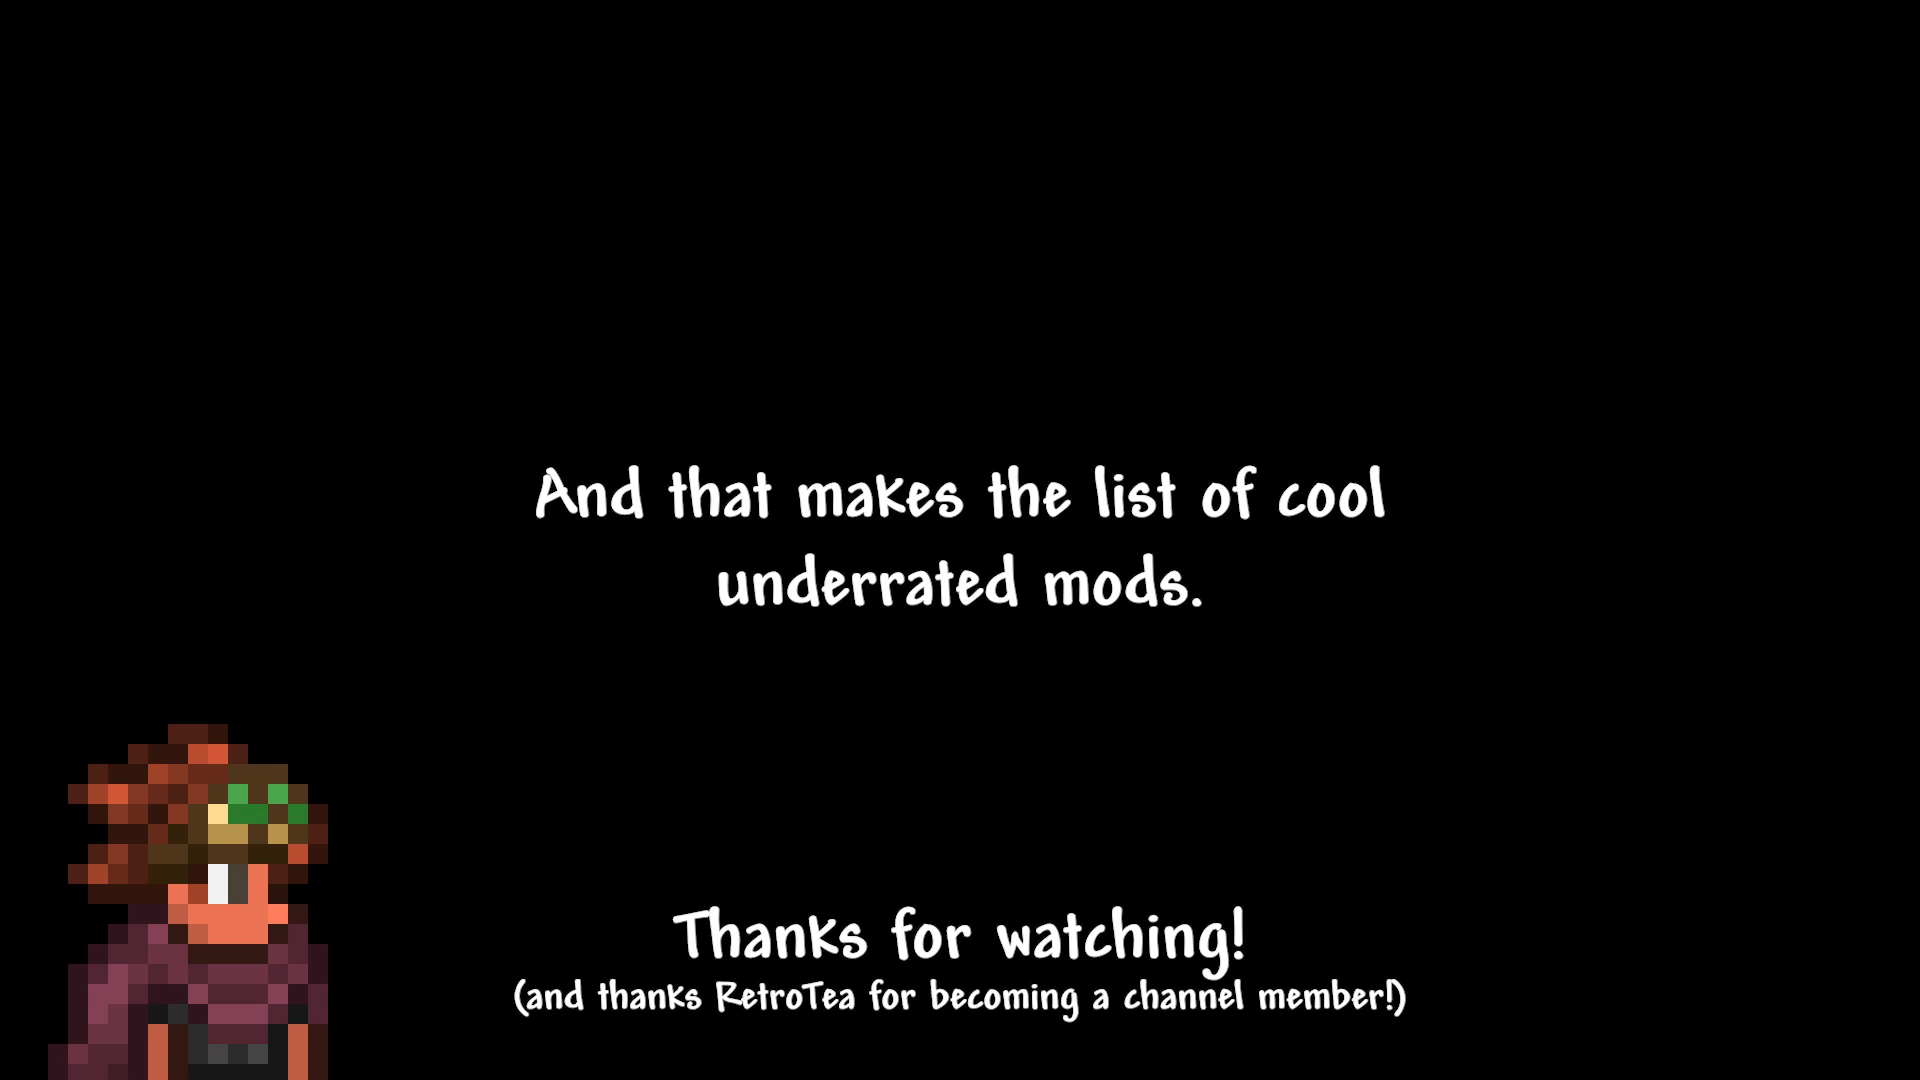 And that makes the list of cool
underrated mods.
Thanks for watching!
(and thanks RetroTea for becoming a channel member!)